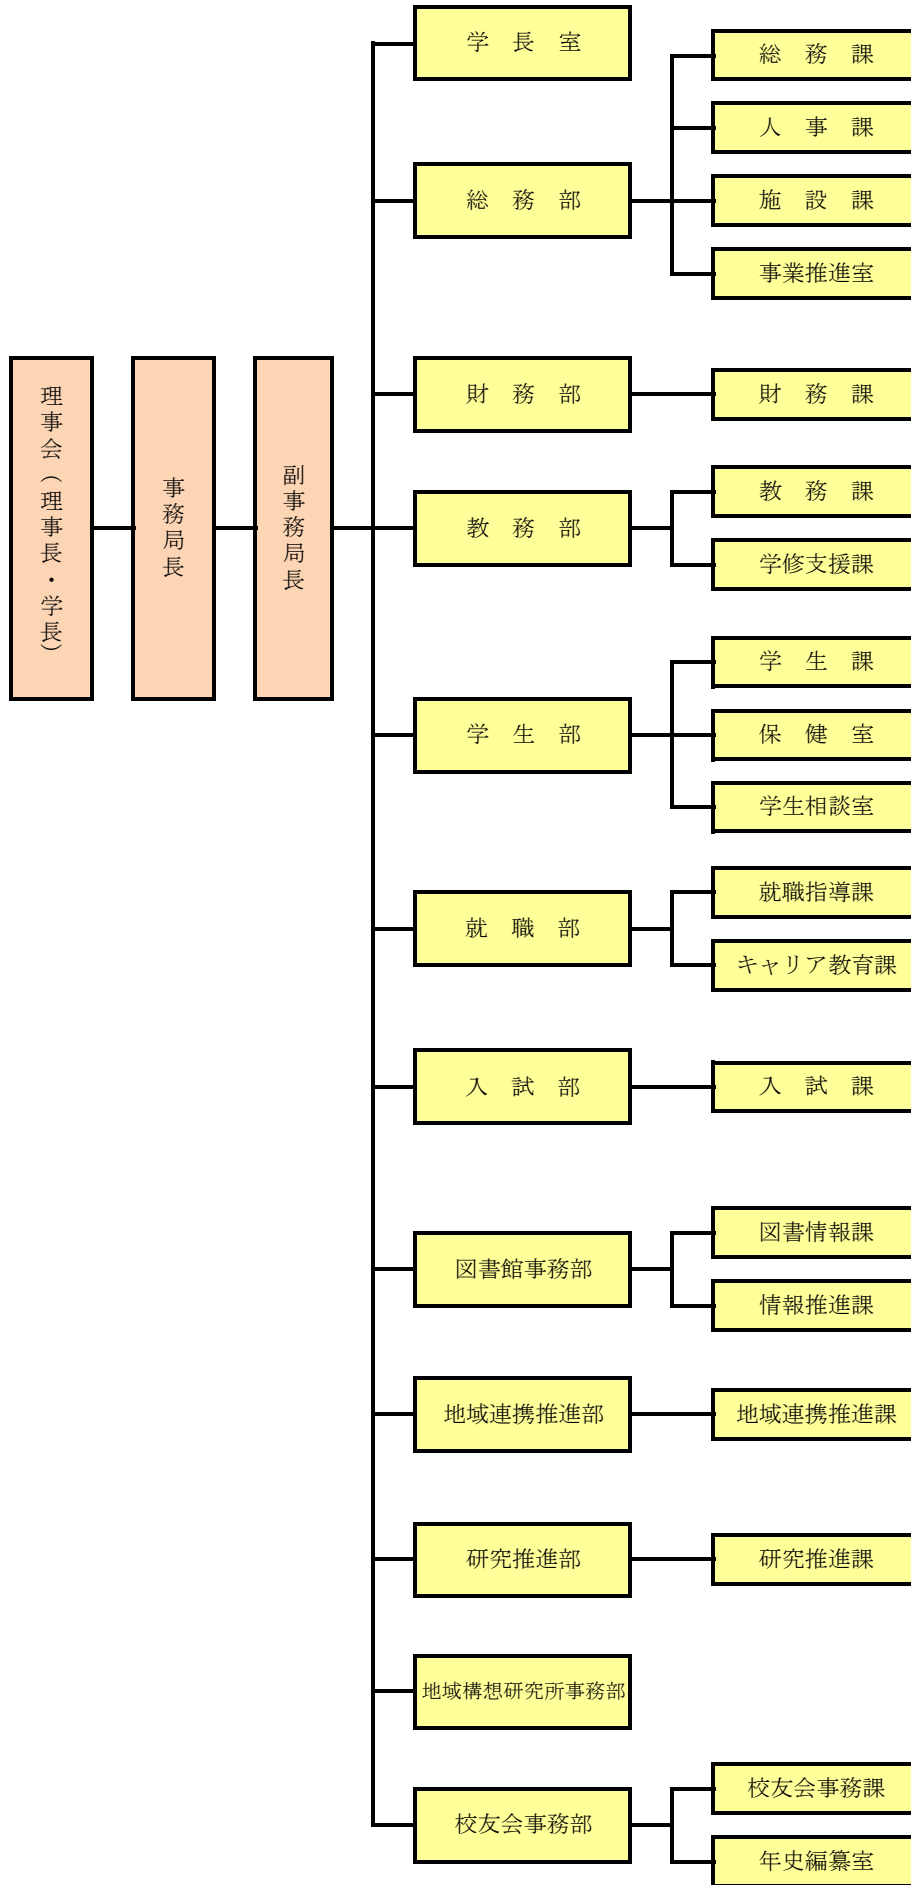 理事会（理事長・学長）
事務局長
副事務局長
学　長　室
総　務　部
総　務　課
人　事　課
施　設　課
事業推進室
財　務　部
財　務　課
教　務　部
教　務　課
学修支援課
学　生　部
学　生　課
保　健　室
学生相談室
就　職　部
就職指導課
キャリア教育課
入　試　部
入　試　課
図書館事務部
図書情報課
情報推進課
地域連携推進部
地域連携推進課
研究推進部
研究推進課
地域構想研究所事務部
校友会事務部
校友会事務課
年史編纂室